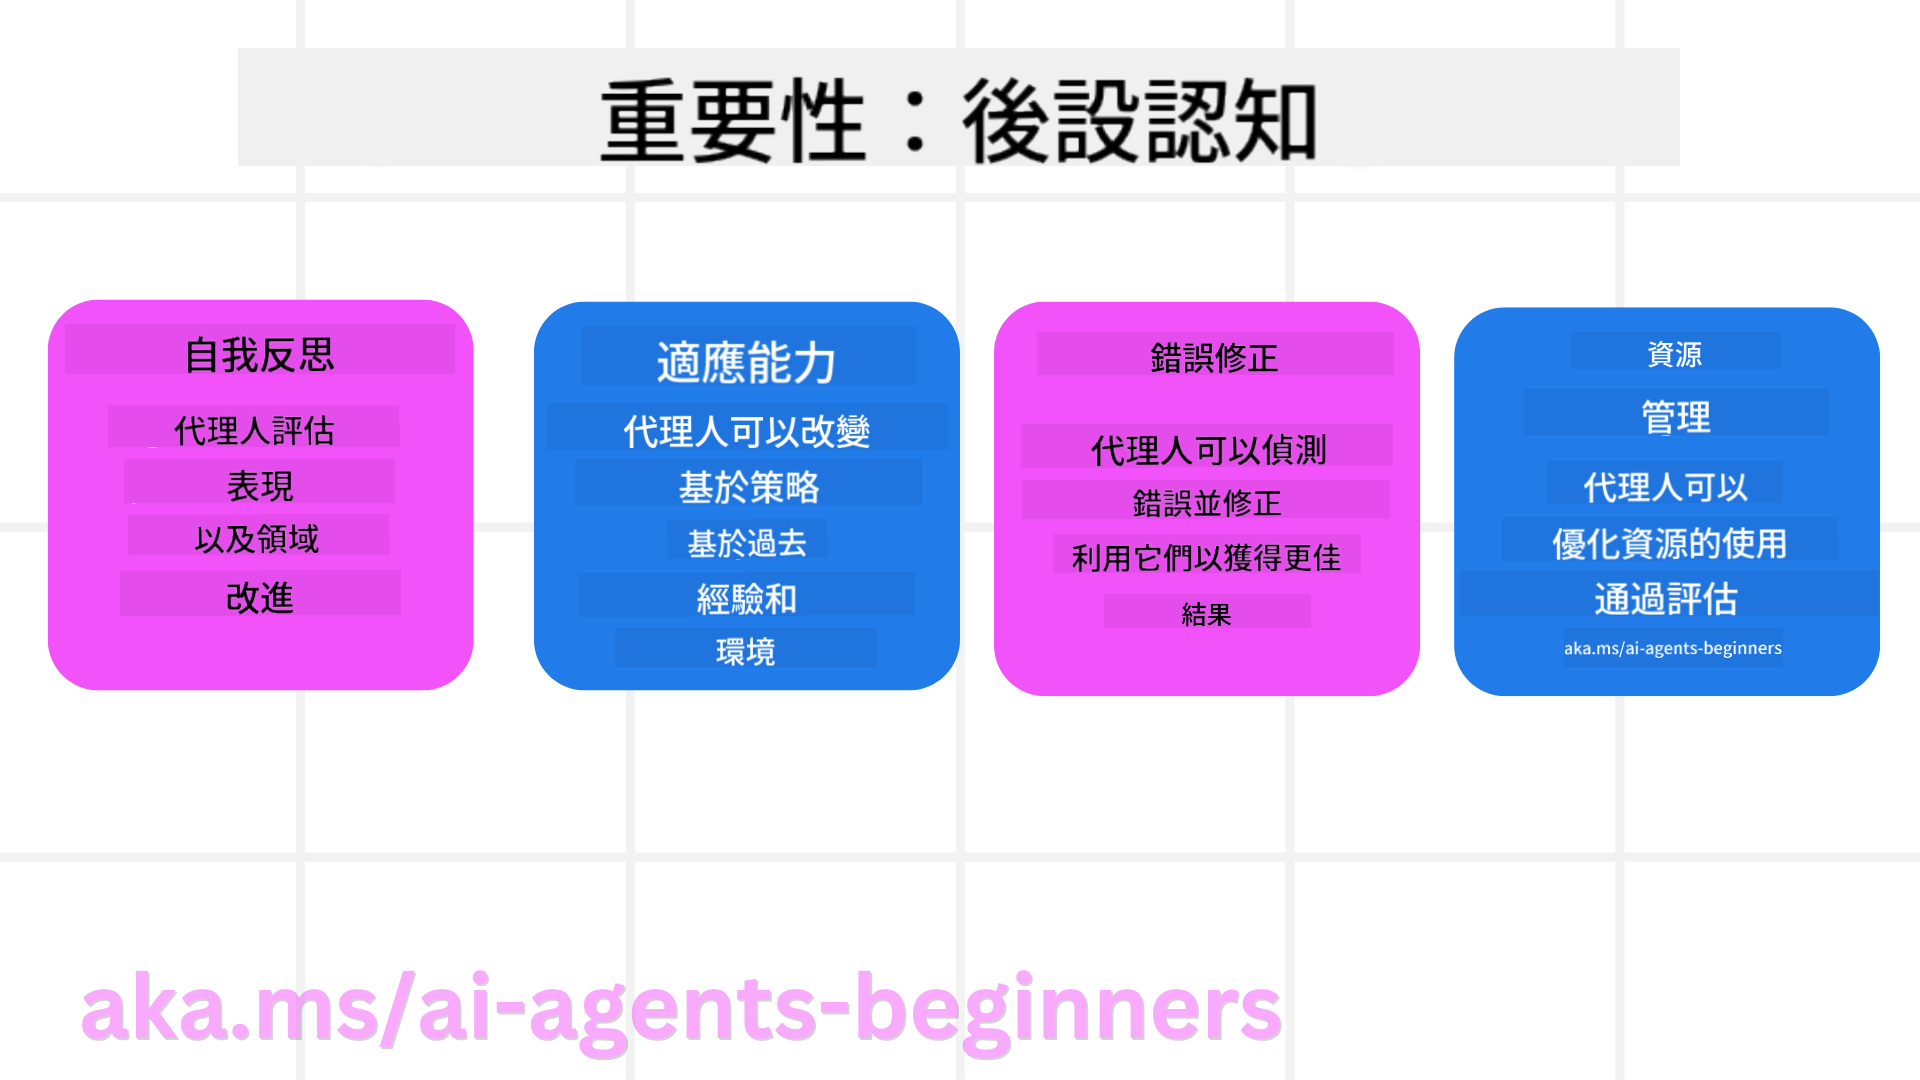 重要性：後設認知
自我反思
代理人評估
表現
以及領域
改進
適應能力
代理人可以改變
基於策略
基於過去
經驗和
環境
錯誤修正
代理人可以偵測
錯誤並修正
利用它們以獲得更佳
結果
資源
管理
代理人可以
優化資源的使用
通過評估
aka.ms/ai-agents-beginners
aka.ms/ai-agents-beginners